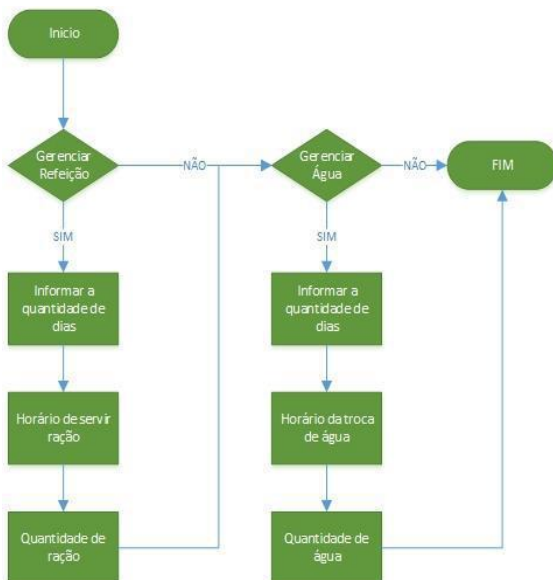 Inicio
Gerenciar
Refeição
NÃO
Gerenciar
Água
NÃO
FIM
SIM
SIM
Informar a
quantidade de
dias
Informar a
quantidade de
dias
Horário de servir
ração
Horário da troca
de água
Quantidade de
ração
Quantidade de
água